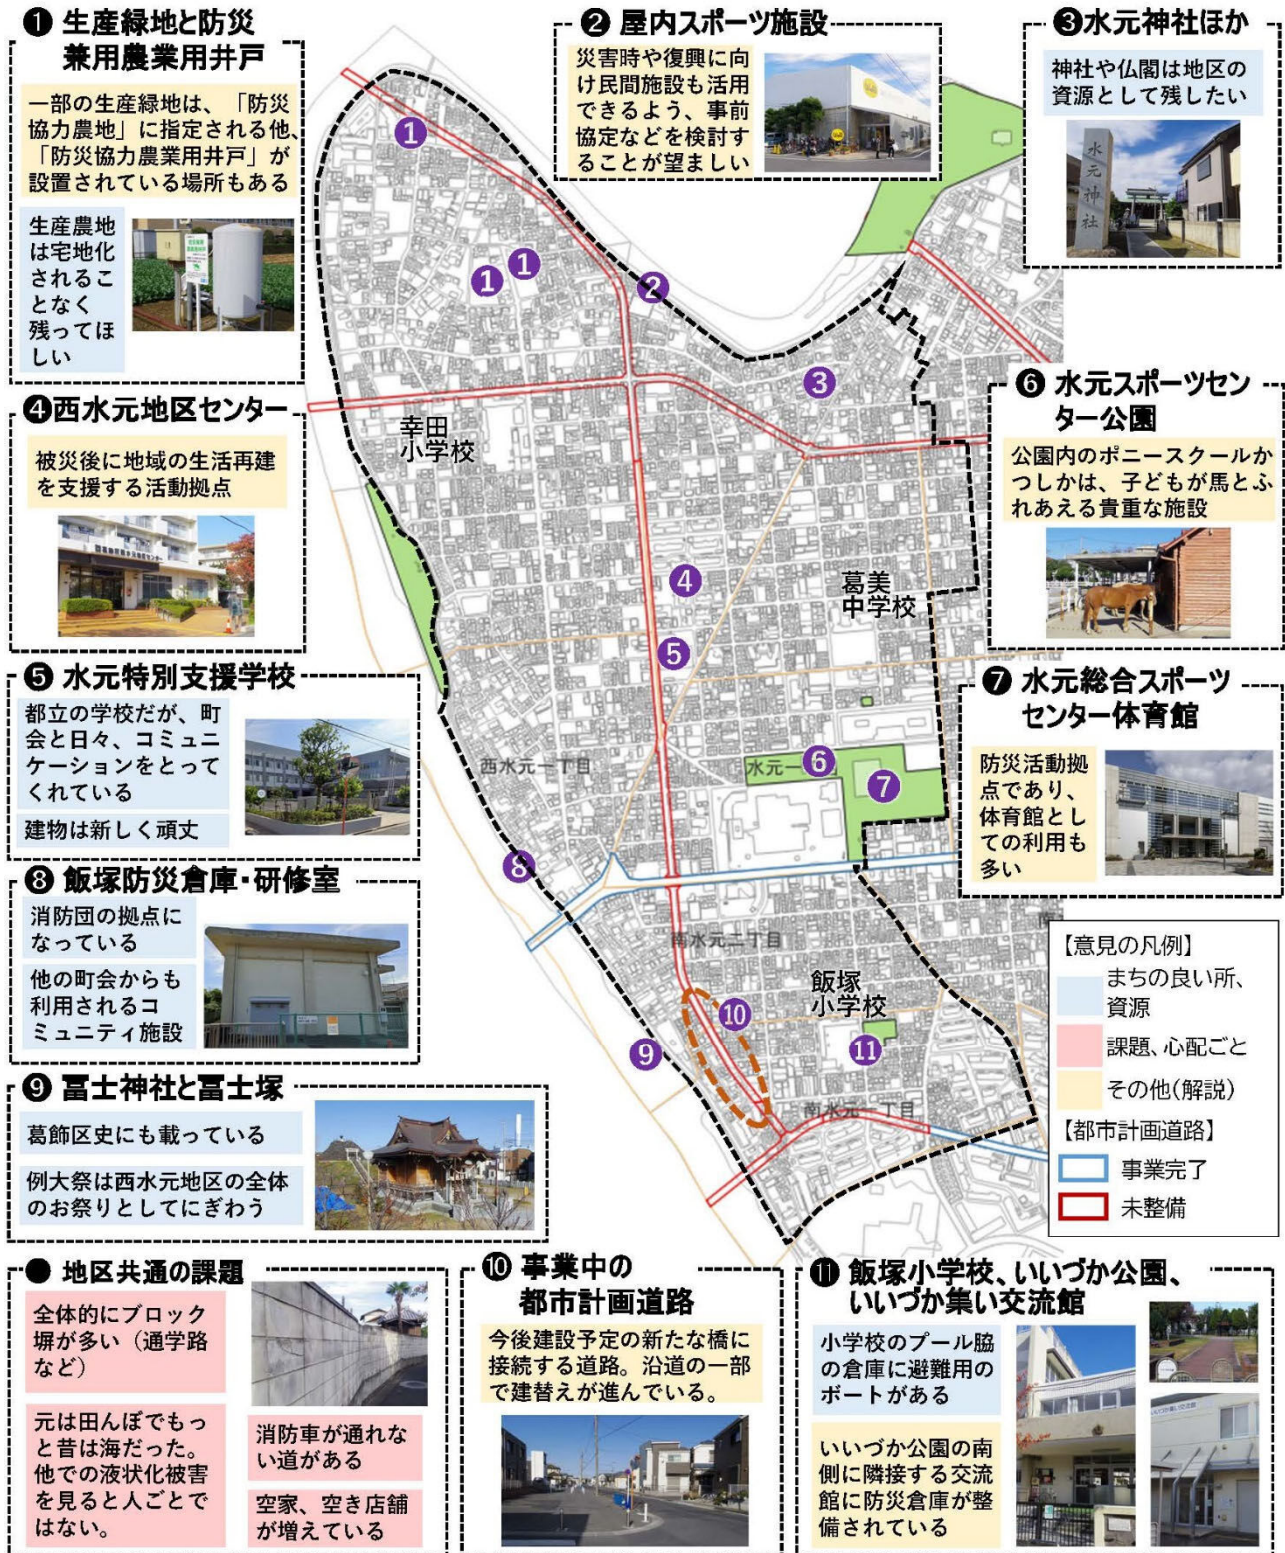 ❶ 生産緑地と防災
兼用農業用井戸
一部の生産緑地は、「防災
協力農地」に指定される他、
「防災協力農業用井戸」が
設置されている場所もある
生産農地
は宅地化
されるこ
となく
残ってほ
しい
❷ 屋内スポーツ施設
災害時や復興に向
け民間施設も活用
できるよう、事前
協定などを検討す
ることが望ましい
❸水元神社ほか
神社や仏閣は地区の
資源として残したい
水元神社
❹西水元地区センター
被災後に地域の生活再建
を支援する活動拠点
❺ 水元特別支援学校
都立の学校だが、町
会と日々、コミュニ
ケーションをとって
くれている
建物は新しく頑丈
❻ 水元スポーツセン
ター公園
公園内のポニースクールか
つしかは、子どもが馬とふ
れあえる貴重な施設
❼ 水元総合スポーツ
センター体育館
防災活動拠
点であり、
体育館とし
ての利用も
多い
❽ 飯塚防災倉庫・研修室
消防団の拠点に
なっている
他の町会からも
利用されるコ
ミュニティ施設
❾ 冨士神社と冨士塚
葛飾区史にも載っている
例大祭は西水元地区の全体
のお祭りとしてにぎわう
❶
❶
❶
❷
❸
幸田
小学校
❹
葛美
中学校
❺
西水元一丁目
水元一
❻
❼
❽
南水元二丁目
飯塚
小学校
❿
⓫
❾
南水元一丁目
【意見の凡例】
まちの良い所、
資源
課題、心配ごと
その他(解説)
【都市計画道路】
事業完了
未整備
● 地区共通の課題
全体的にブロック
塀が多い（通学路
など）
元は田んぼでもっ
と昔は海だった。
他での液状化被害
を見ると人ごとで
はない。
消防車が通れな
い道がある
空家、空き店舗
が増えている
❿ 事業中の
都市計画道路
今後建設予定の新たな橋に
接続する道路。沿道の一部
で建替えが進んでいる。
⓫ 飯塚小学校、いいづか公園、
いいづか集い交流館
小学校のプール脇
の倉庫に避難用の
ボートがある
いいづか公園の南
側に隣接する交流
館に防災倉庫が整
備されている
いいづか集い交流館